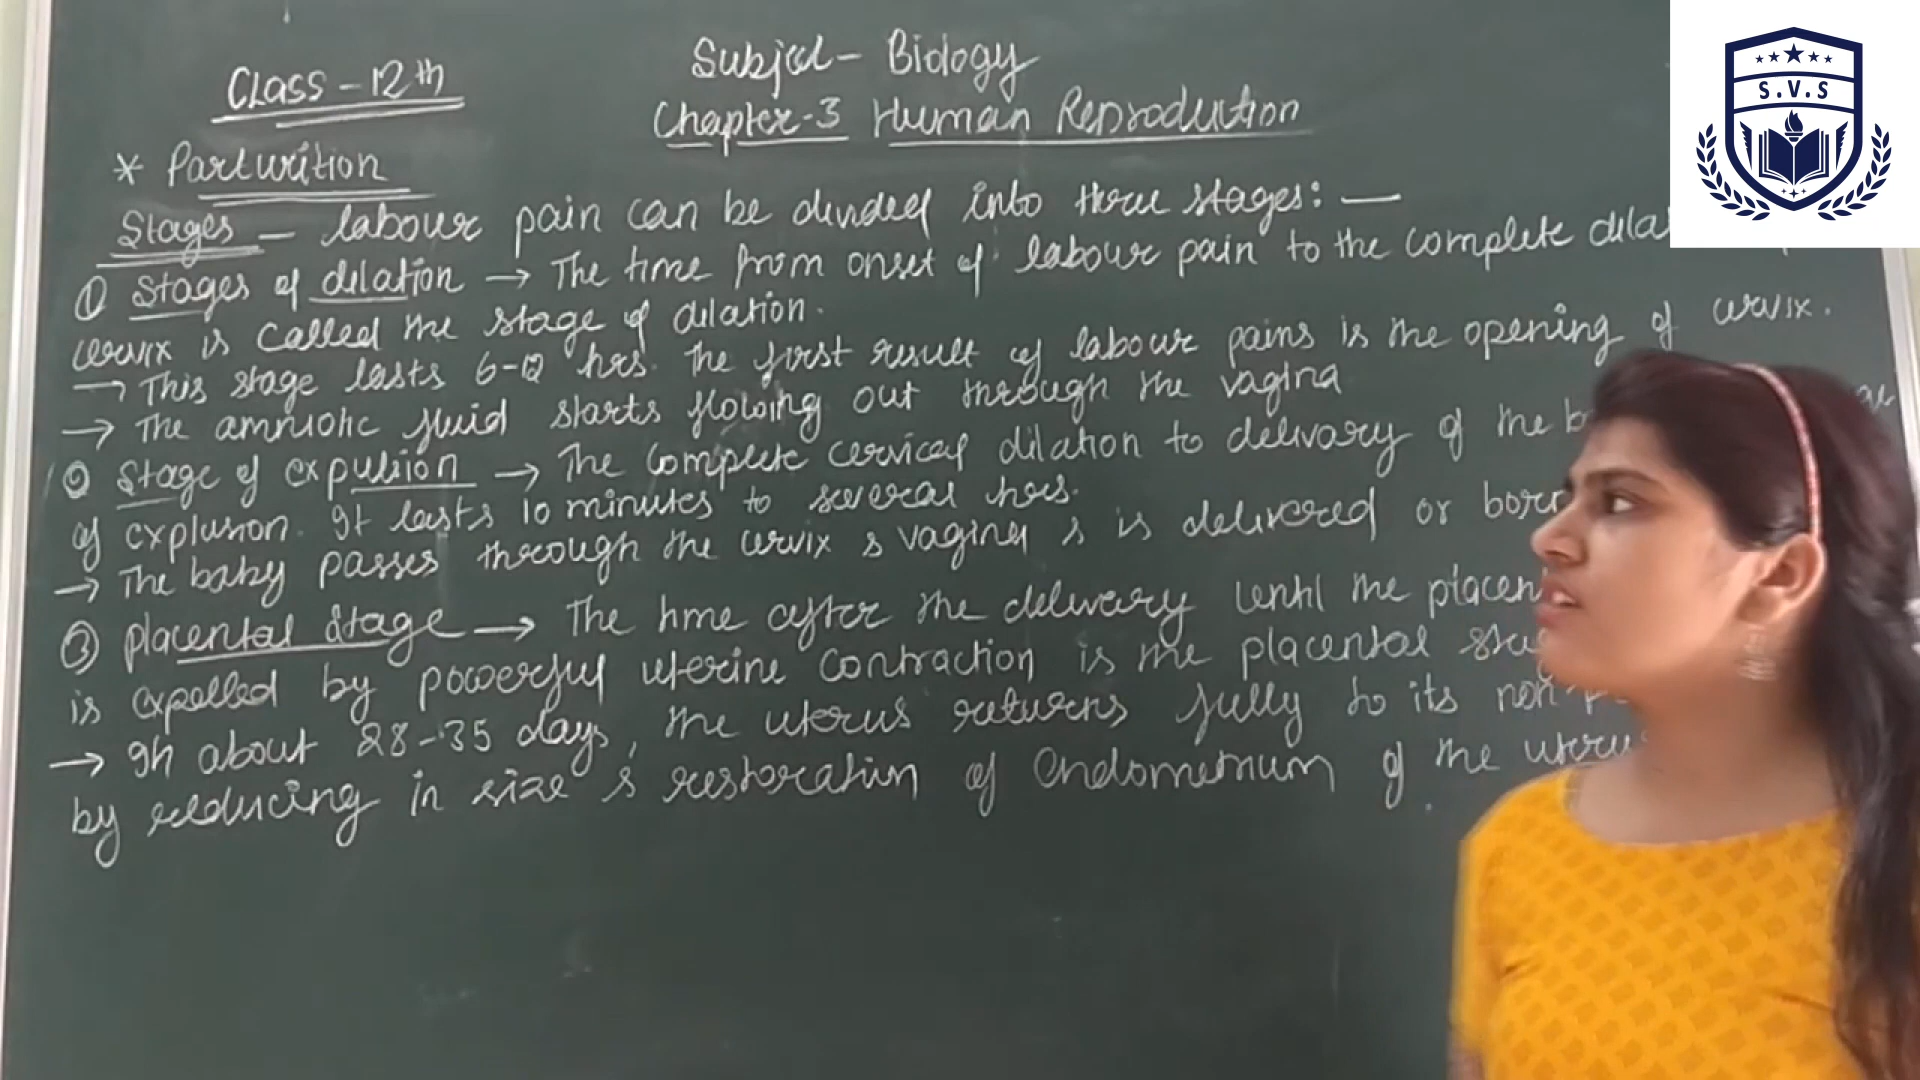 Class - 12th
Subject - Biology
Chapter-3 Human Reproduction
* Parturition
Stages - labour pain can be divided into three stages: —
① Stages of dilation → The time from onset of labour pain to the complete
cervix is called the stage of dilation.
→ This stage lasts 6-12 hrs. The first result of labour pains is the opening of cervix.
→ The amniotic fluid starts flowing out through the vagina
② Stage of expulsion → The complete cervical dilation to delivary of the
of explusion. It lasts 10 minutes to several hrs.
→ The baby passes through the cervix & vagina & is delivered or born
③ placental stage → The time after the delivery until the
is expelled by powerful uterine contraction is the placental
→ In about 28-35 days, the uterus returns fully to its non
by reducing in size & restoration of endometrium of the uterus
S.V.S